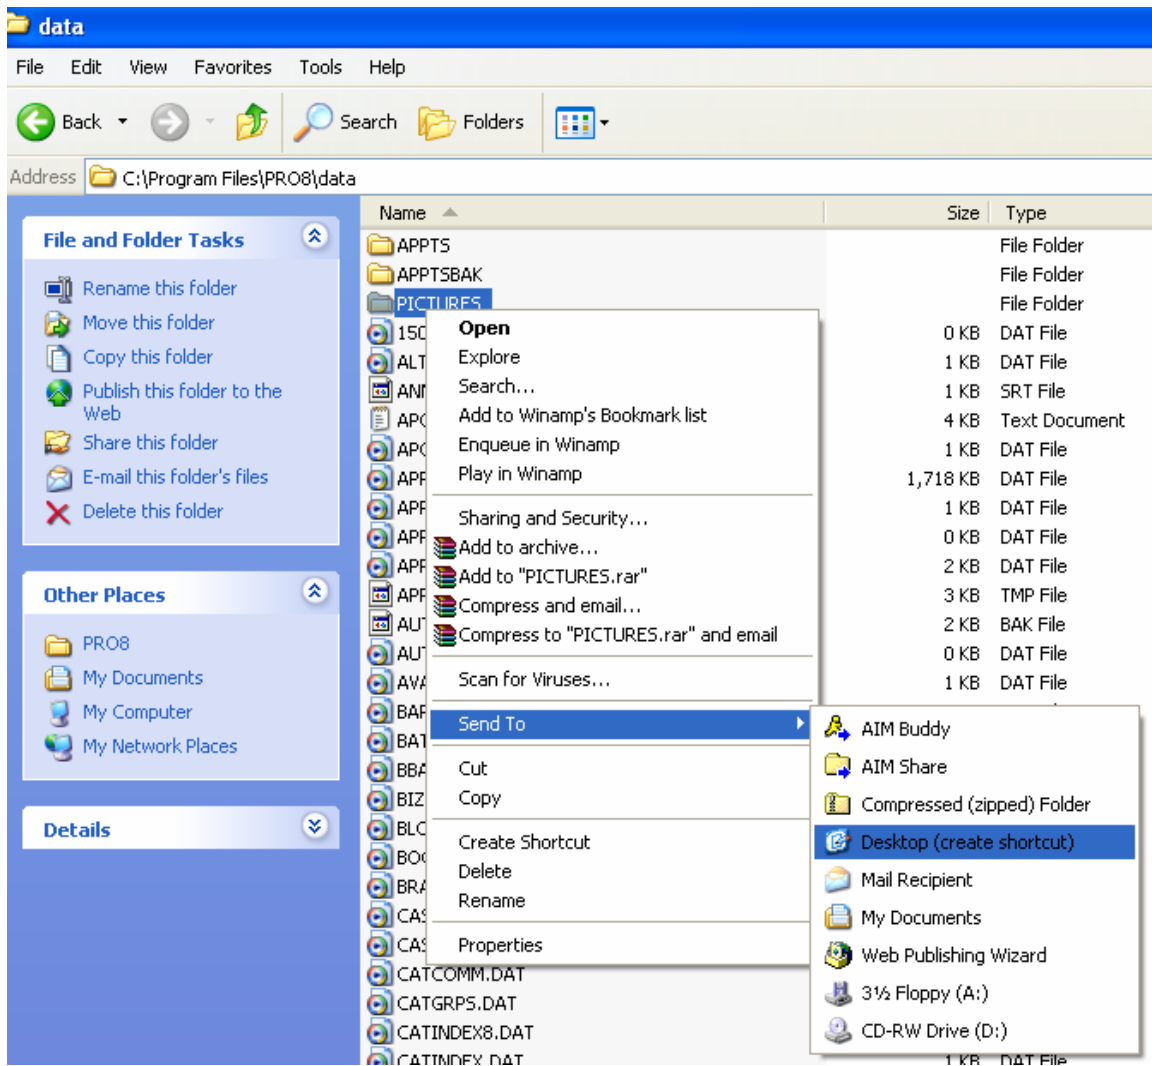 data
File Edit View Favorites Tools Help
Back Search Folders
Address C:\Program Files\PRO8\data
File and Folder Tasks
Rename this folder
Move this folder
Copy this folder
Publish this folder to the
Web
Share this folder
E-mail this folder's files
Delete this folder
Other Places
PRO8
My Documents
My Computer
My Network Places
Details
Name Size Type
APPTS File Folder
APPTSBAK File Folder
PICTURES File Folder
0 KB DAT File
1 KB DAT File
1 KB SRT File
4 KB Text Document
1 KB DAT File
1,718 KB DAT File
1 KB DAT File
0 KB DAT File
2 KB DAT File
3 KB TMP File
2 KB BAK File
0 KB DAT File
1 KB DAT File
CATCOMM.DAT
CATGRPS.DAT
CATINDEX8.DAT
CATINDEX.DAT 1 KB DAT File
Open
Explore
Search...
Add to Winamp's Bookmark list
Enqueue in Winamp
Play in Winamp
Sharing and Security...
Add to archive...
Add to "PICTURES.rar"
Compress and email...
Compress to "PICTURES.rar" and email
Scan for Viruses...
Send To
Cut
Copy
Create Shortcut
Delete
Rename
Properties
AIM Buddy
AIM Share
Compressed (zipped) Folder
Desktop (create shortcut)
Mail Recipient
My Documents
Web Publishing Wizard
3½ Floppy (A:)
CD-RW Drive (D:)